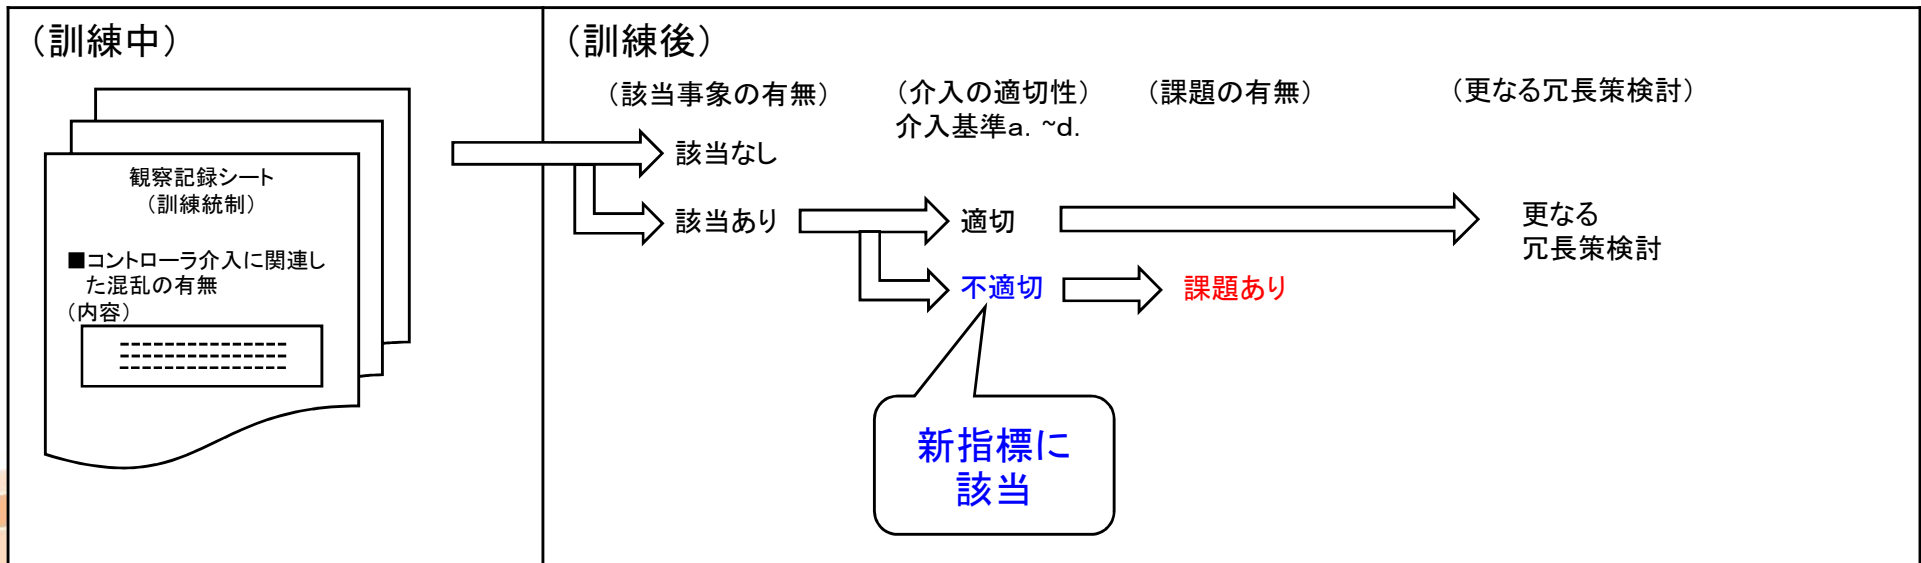 （訓練中）
観察記録シート
（訓練統制）
■コントローラ介入に関連し
た混乱の有無
（内容）
（訓練後）
（該当事象の有無）
（介入の適切性）
介入基準a. ~d.
（課題の有無）
（更なる冗長策検討）
該当なし
該当あり
適切
更なる
冗長策検討
不適切
課題あり
新指標に
該当